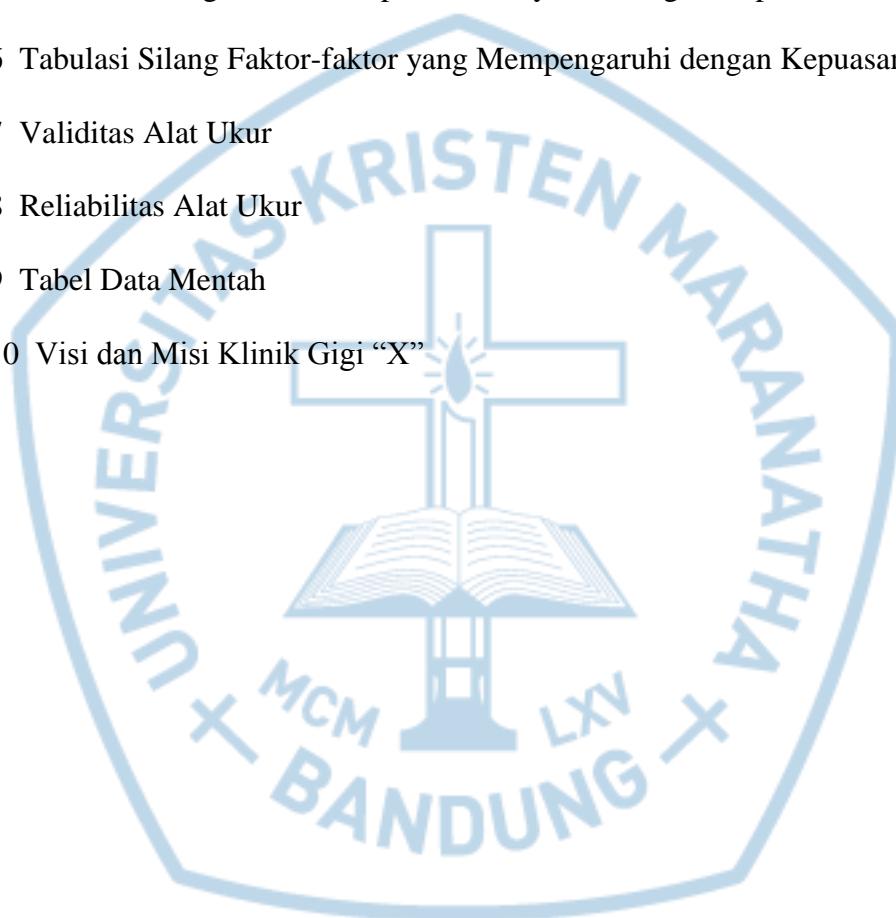 Tabulasi Silang Faktor-faktor yang Mempengaruhi dengan
Validitas Alat Ukur
Reliabilitas Alat Ukur
Tabel Data Mentah
0 Visi dan Misi Klinik Gigi “X”
UNIVERSITAS KRISTEN MARANATHA
MCM LXV
BANDUNG